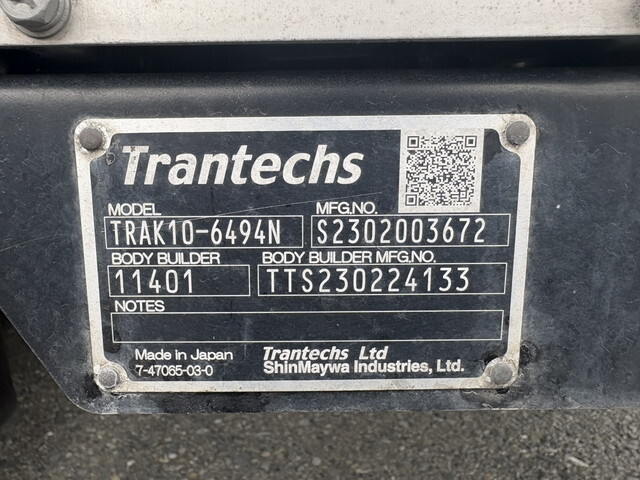 Trantechs
MODEL MFG.NO.
TRAK10-6494N S2302003672
BODY BUILDER BODY BUILDER MFG.NO.
11401 TTS230224133
NOTES
Made in Japan Trantechs Ltd
7-47065-03-0 ShinMaywa Industries, Ltd.